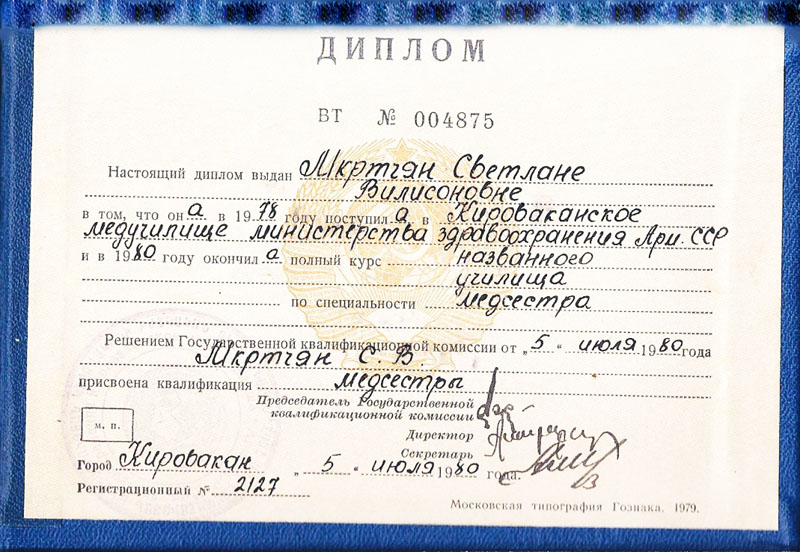 ДИПЛОМ
ВТ № 004875
Настоящий диплом выдан Мкртчян Светлане
Вилисоновне
в том, что она в 1978 году поступила в Кироваканское
медучилище министерства здравоохранения Арм. ССР
и в 1980 году окончила полный курс названного
училища
по специальности медсестра
Решением Государственной квалификационной комиссии от „5“ июля 1980 года
Мкртчян С. В.
присвоена квалификация медсестры
Председатель Государственной
квалификационной комиссии
Директор
Секретарь
м. п.
Город Кировакан „5“ июля 1980 года.
Регистрационный № 2127
Московская типография Гознака. 1979.